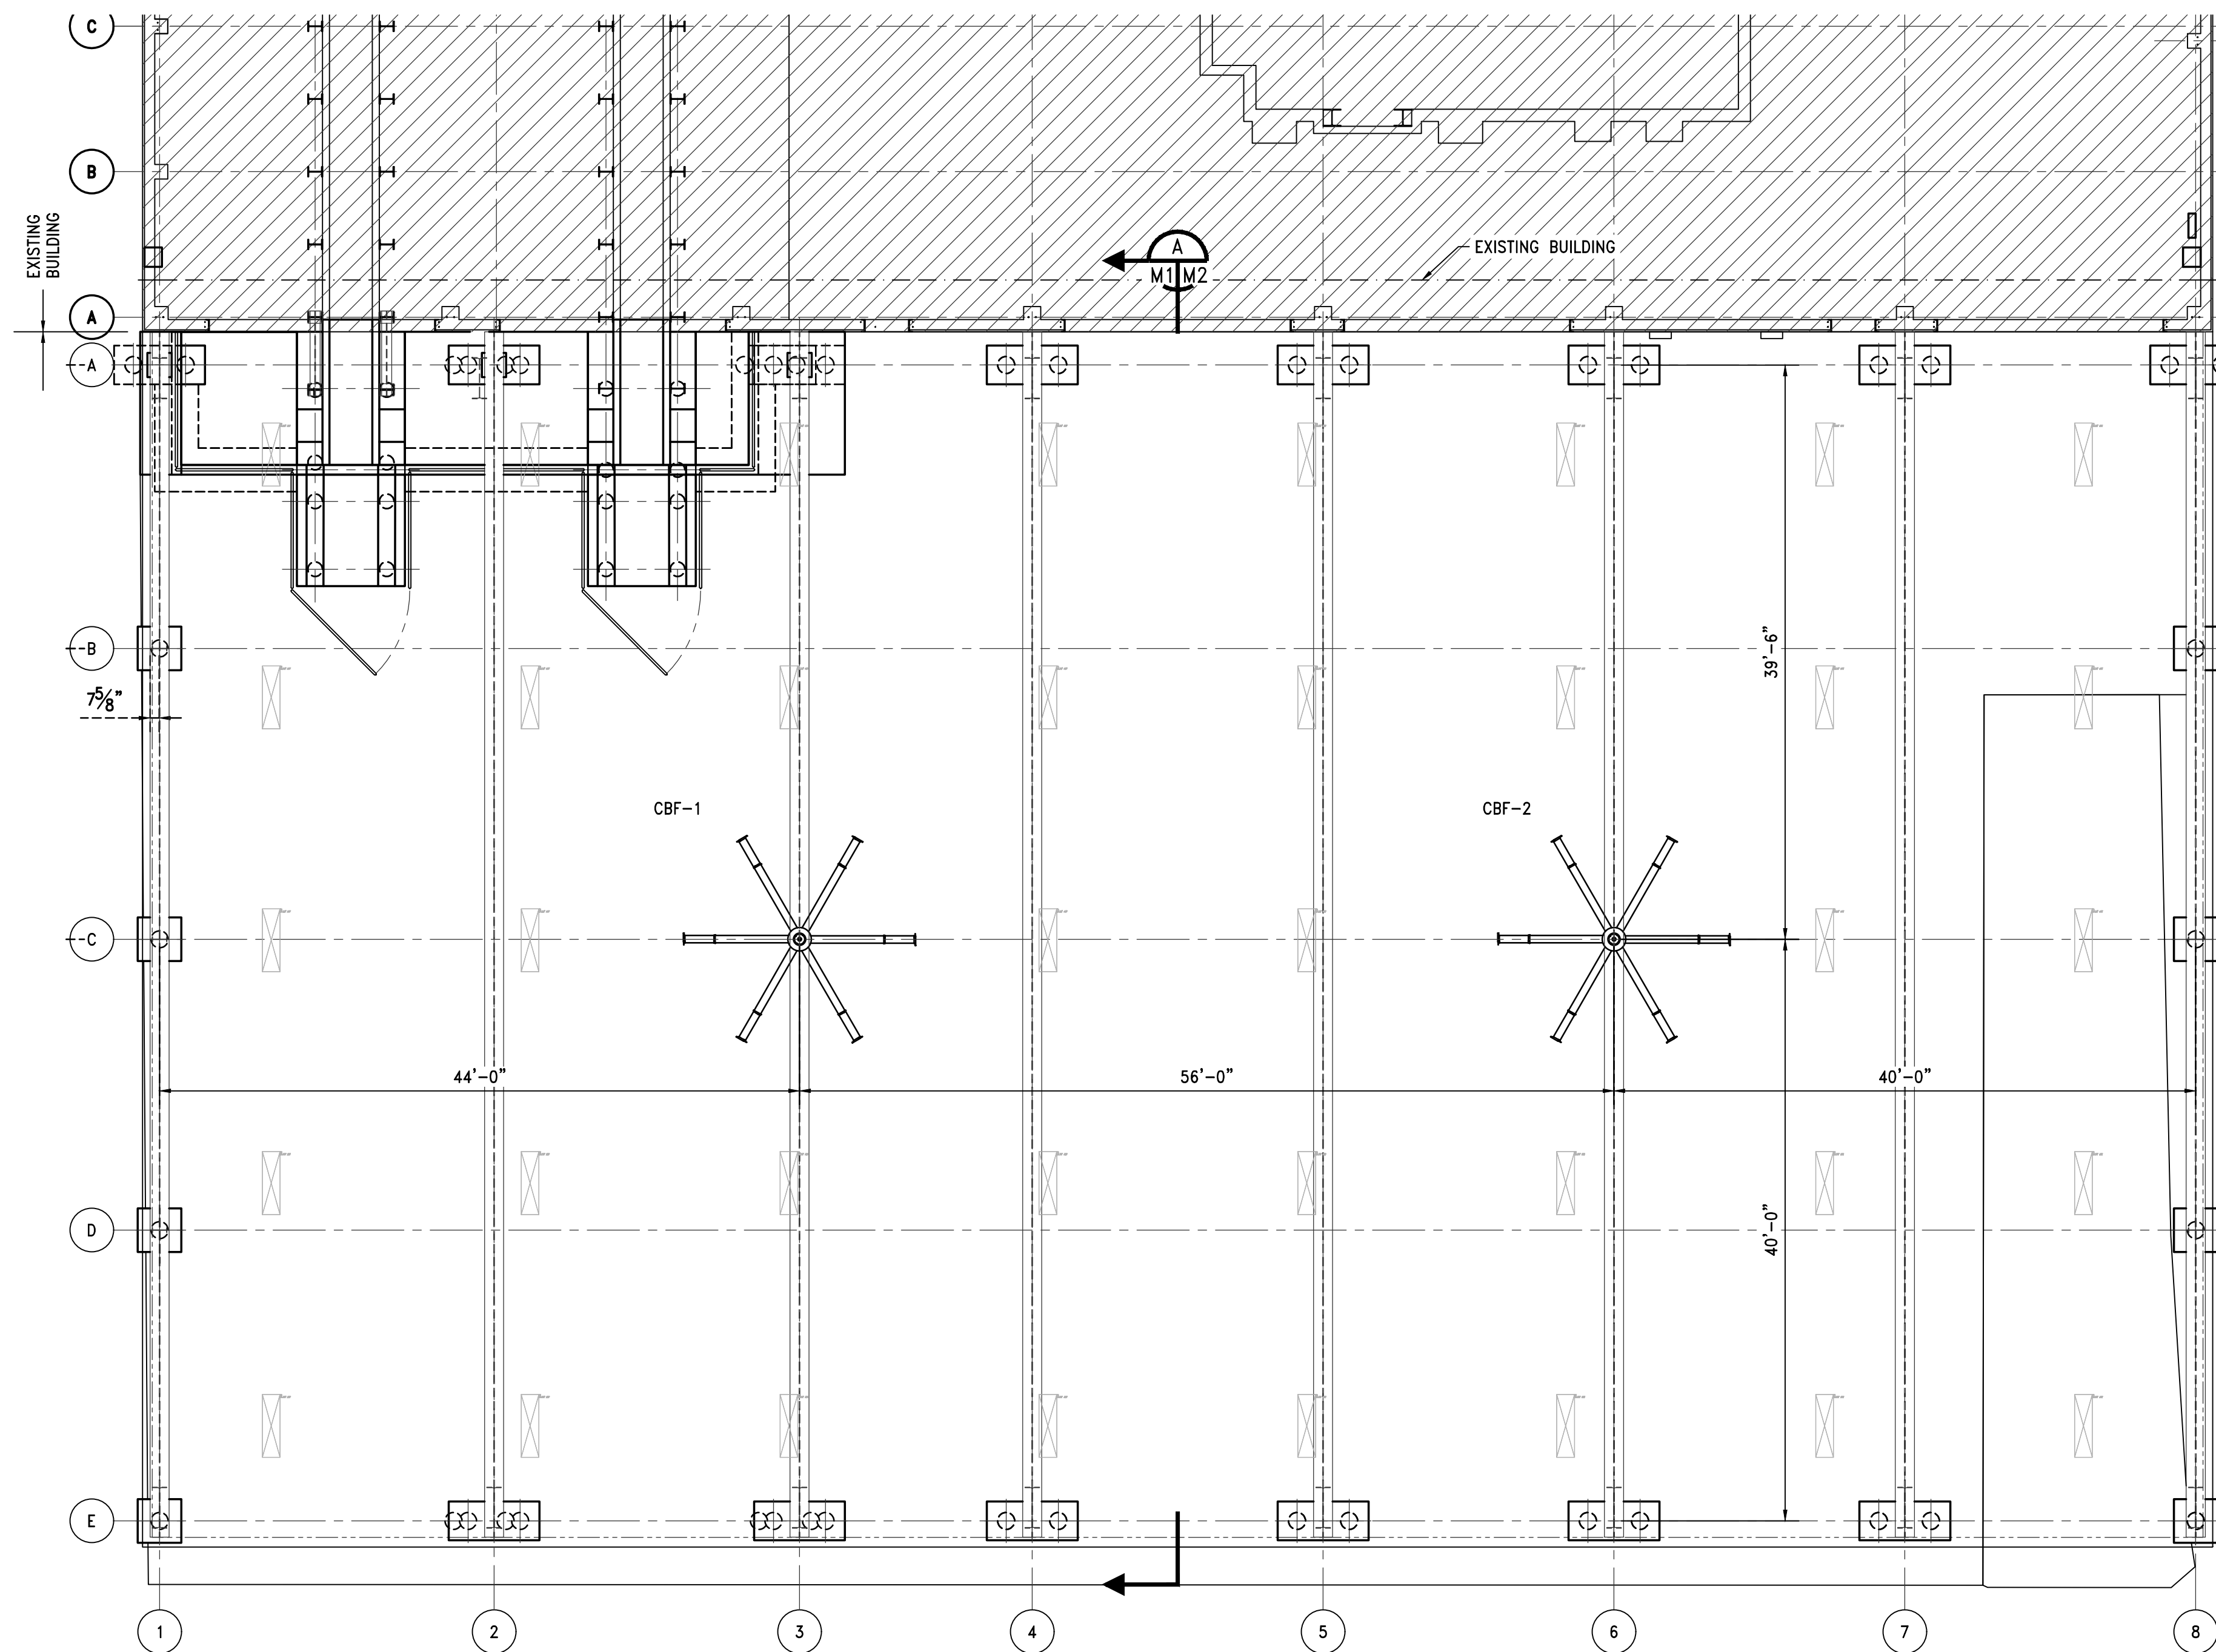 C
B
EXISTING
BUILDING
A
M1 M2
EXISTING BUILDING
A
A
B
7⅝"
39'-6"
CBF-1
CBF-2
C
44'-0"
56'-0"
40'-0"
D
40'-0"
E
1
2
3
4
5
6
7
8